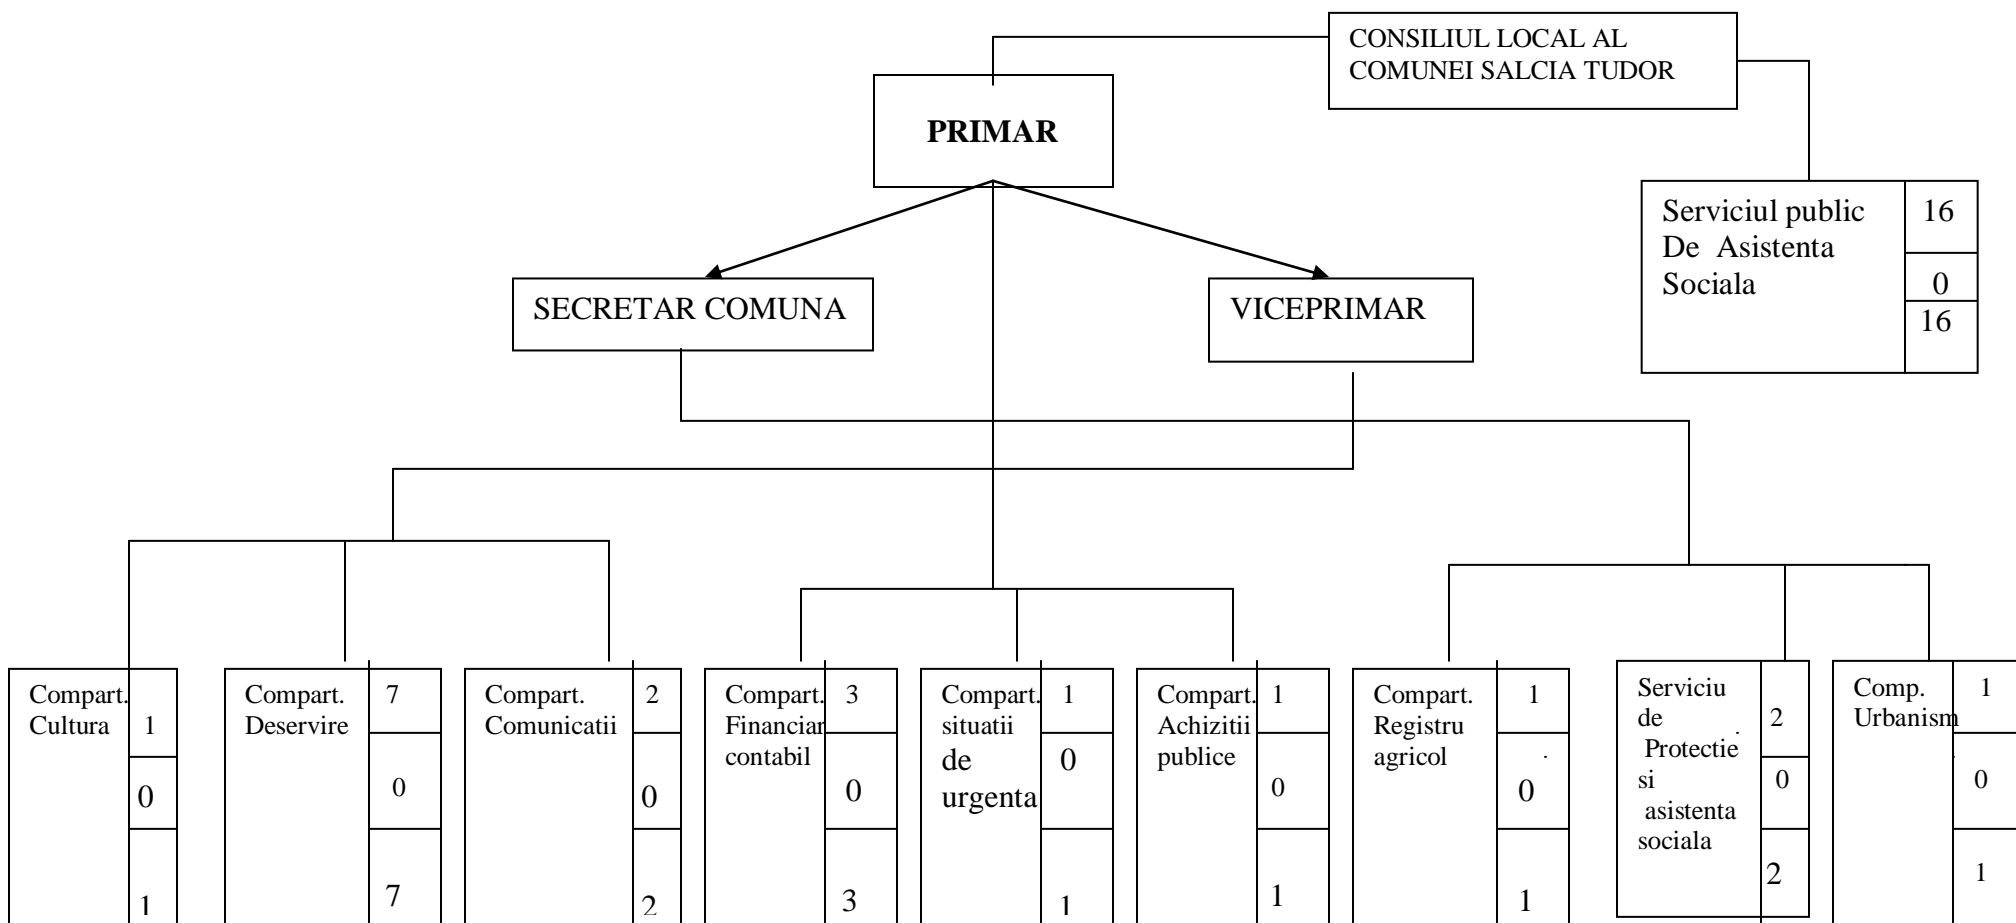 CONSILIUL LOCAL AL
COMUNEI SALCIA TUDOR
PRIMAR
Serviciul public
De Asistenta
Sociala
16
0
16
SECRETAR COMUNA
VICEPRIMAR
Compart.
Cultura
1
0
1
Compart.
Deservire
7
0
7
Compart.
Comunicatii
2
0
2
Compart.
Financiar
contabil
3
0
3
Compart.
situatii
de
urgenta
1
0
1
Compart.
Achizitii
publice
1
0
1
Compart.
Registru
agricol
1
0
1
Serviciu
de
Protectie
si
asistenta
sociala
2
0
2
Comp.
Urbanism
1
0
1